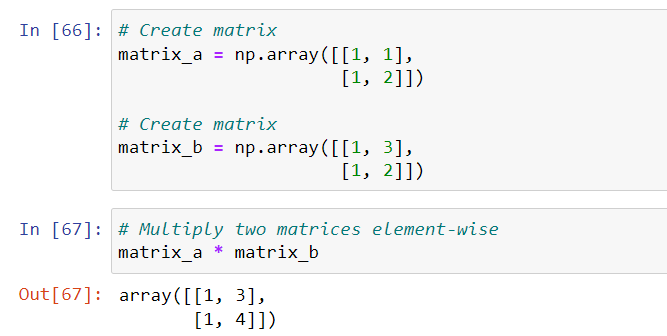 In [66]: # Create matrix
matrix_a = np.array([[1, 1],
[1, 2]])
# Create matrix
matrix_b = np.array([[1, 3],
[1, 2]])
In [67]: # Multiply two matrices element-wise
matrix_a * matrix_b
Out[67]: array([[1, 3],
[1, 4]])